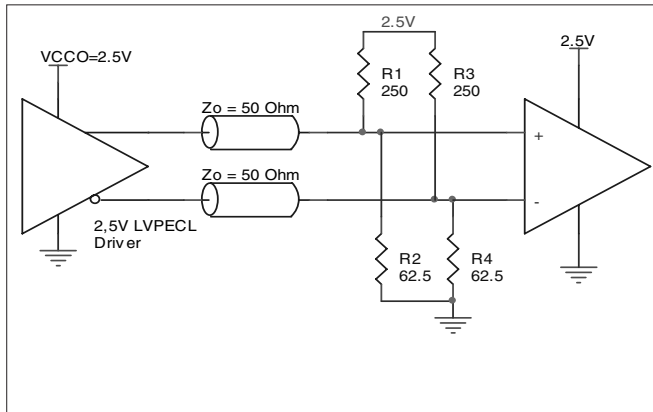 2.5V
VCCO=2.5V
2.5V
R1
250
R3
250
Zo = 50 Ohm
+
Zo = 50 Ohm
-
2,5V LVPECL
Driver
R2
62.5
R4
62.5